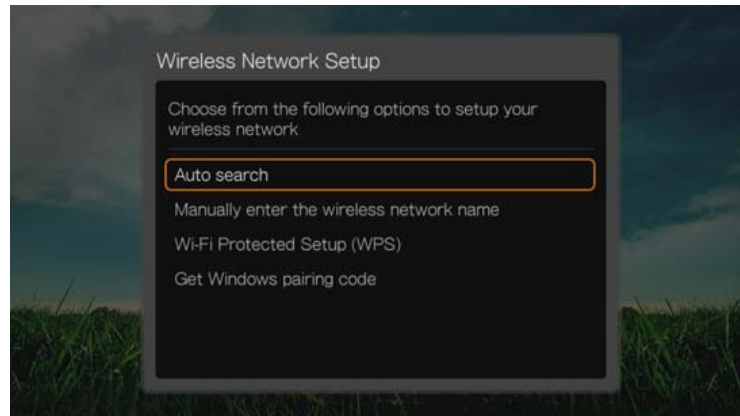 Wireless Network Setup
Choose from the following options to setup your
wireless network
Auto search
Manually enter the wireless network name
Wi-Fi Protected Setup (WPS)
Get Windows pairing code